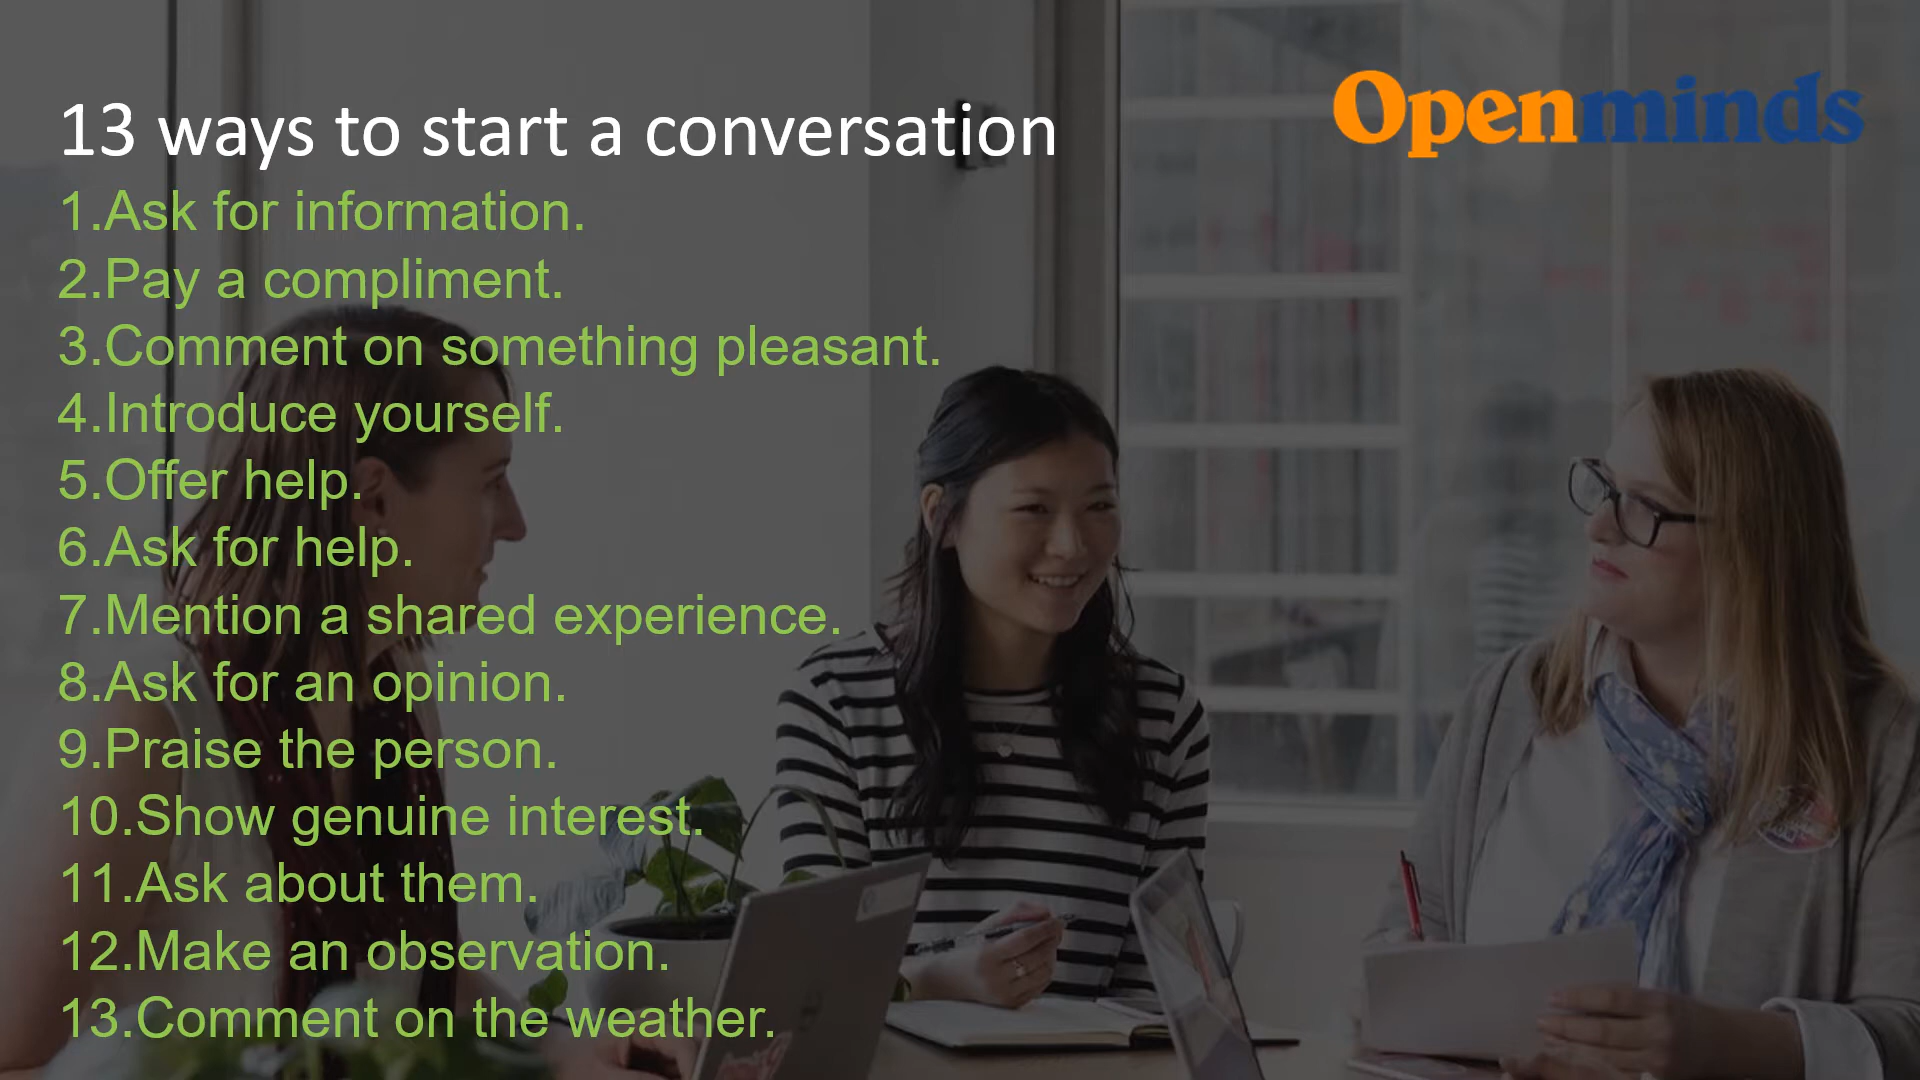 13 ways to start a conversation
Openminds
1.Ask for information.
2.Pay a compliment.
3.Comment on something pleasant.
4.Introduce yourself.
5.Offer help.
6.Ask for help.
7.Mention a shared experience.
8.Ask for an opinion.
9.Praise the person.
10.Show genuine interest.
11.Ask about them.
12.Make an observation.
13.Comment on the weather.